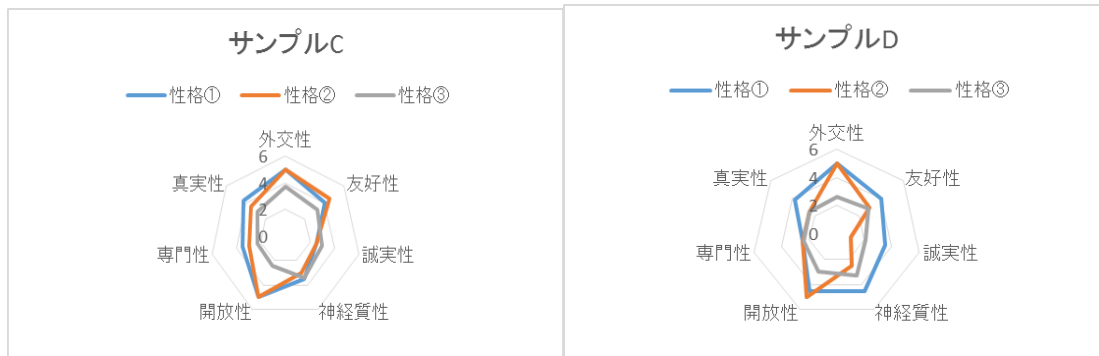 サンプルC
性格① 性格② 性格③
外交性
友好性
誠実性
神経質性
開放性
専門性
真実性
6
4
2
0
サンプルD
性格① 性格② 性格③
外交性
友好性
誠実性
神経質性
開放性
専門性
真実性
6
4
2
0